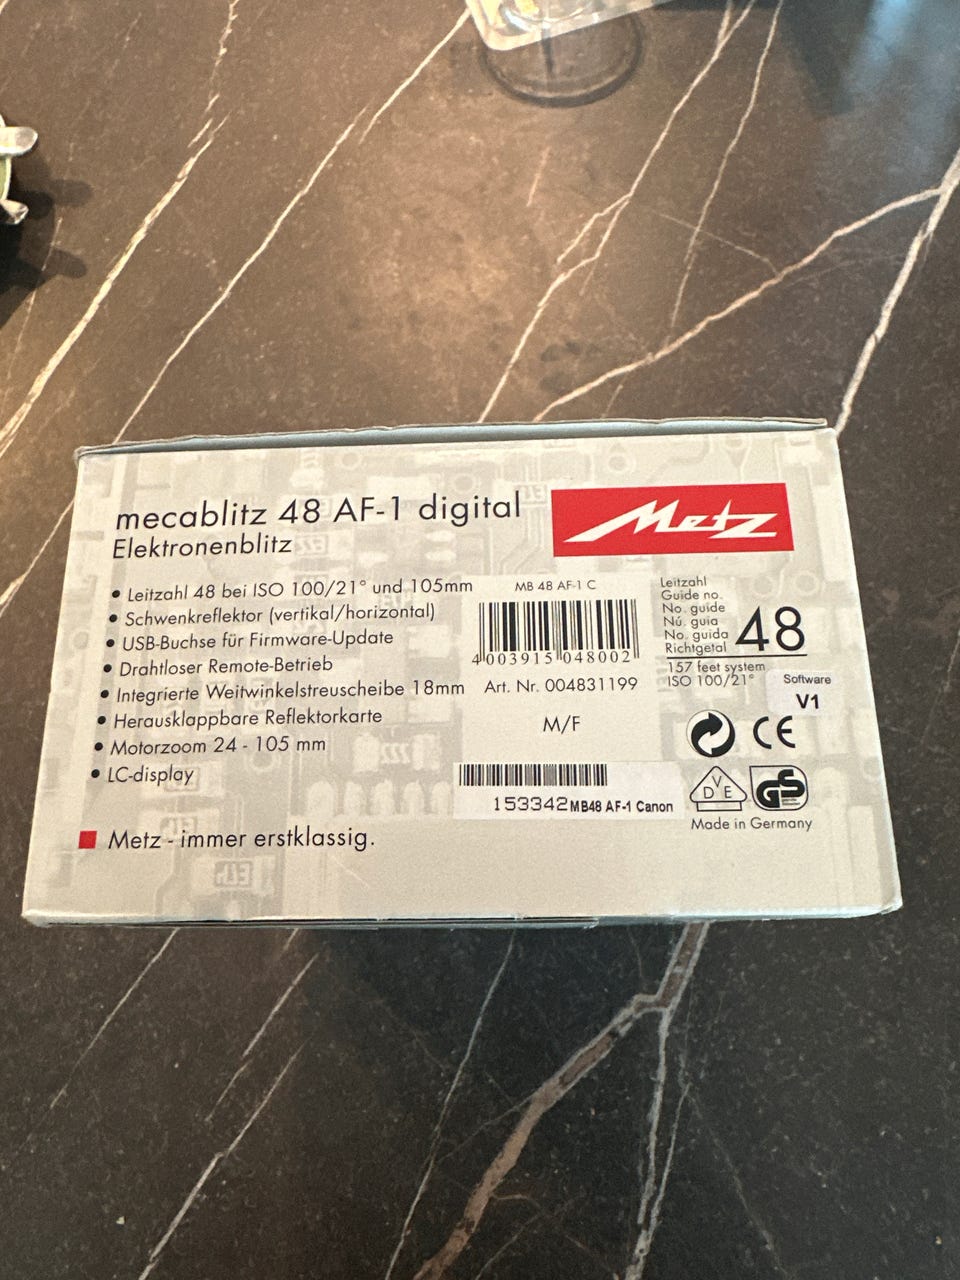 mecablitz 48 AF-1 digital
Elektronenblitz
Metz
• Leitzahl 48 bei ISO 100/21° und 105mm
• Schwenkreflektor (vertikal/horizontal)
• USB-Buchse für Firmware-Update
• Drahtloser Remote-Betrieb
• Integrierte Weitwinkelstreuscheibe 18mm
• Herausklappbare Reflektorkarte
• Motorzoom 24 - 105 mm
• LC-display
Metz - immer erstklassig.
MB 48 AF-1 C
4 003915 048002
Art. Nr. 004831199
M/F
153342 MB48 AF-1 Canon
Leitzahl
Guide no.
No. guide
Nú. guia
No. guida
Richtgetal
48
157 feet system
ISO 100/21°
Software
V1
CE
DVE
GS
Made in Germany